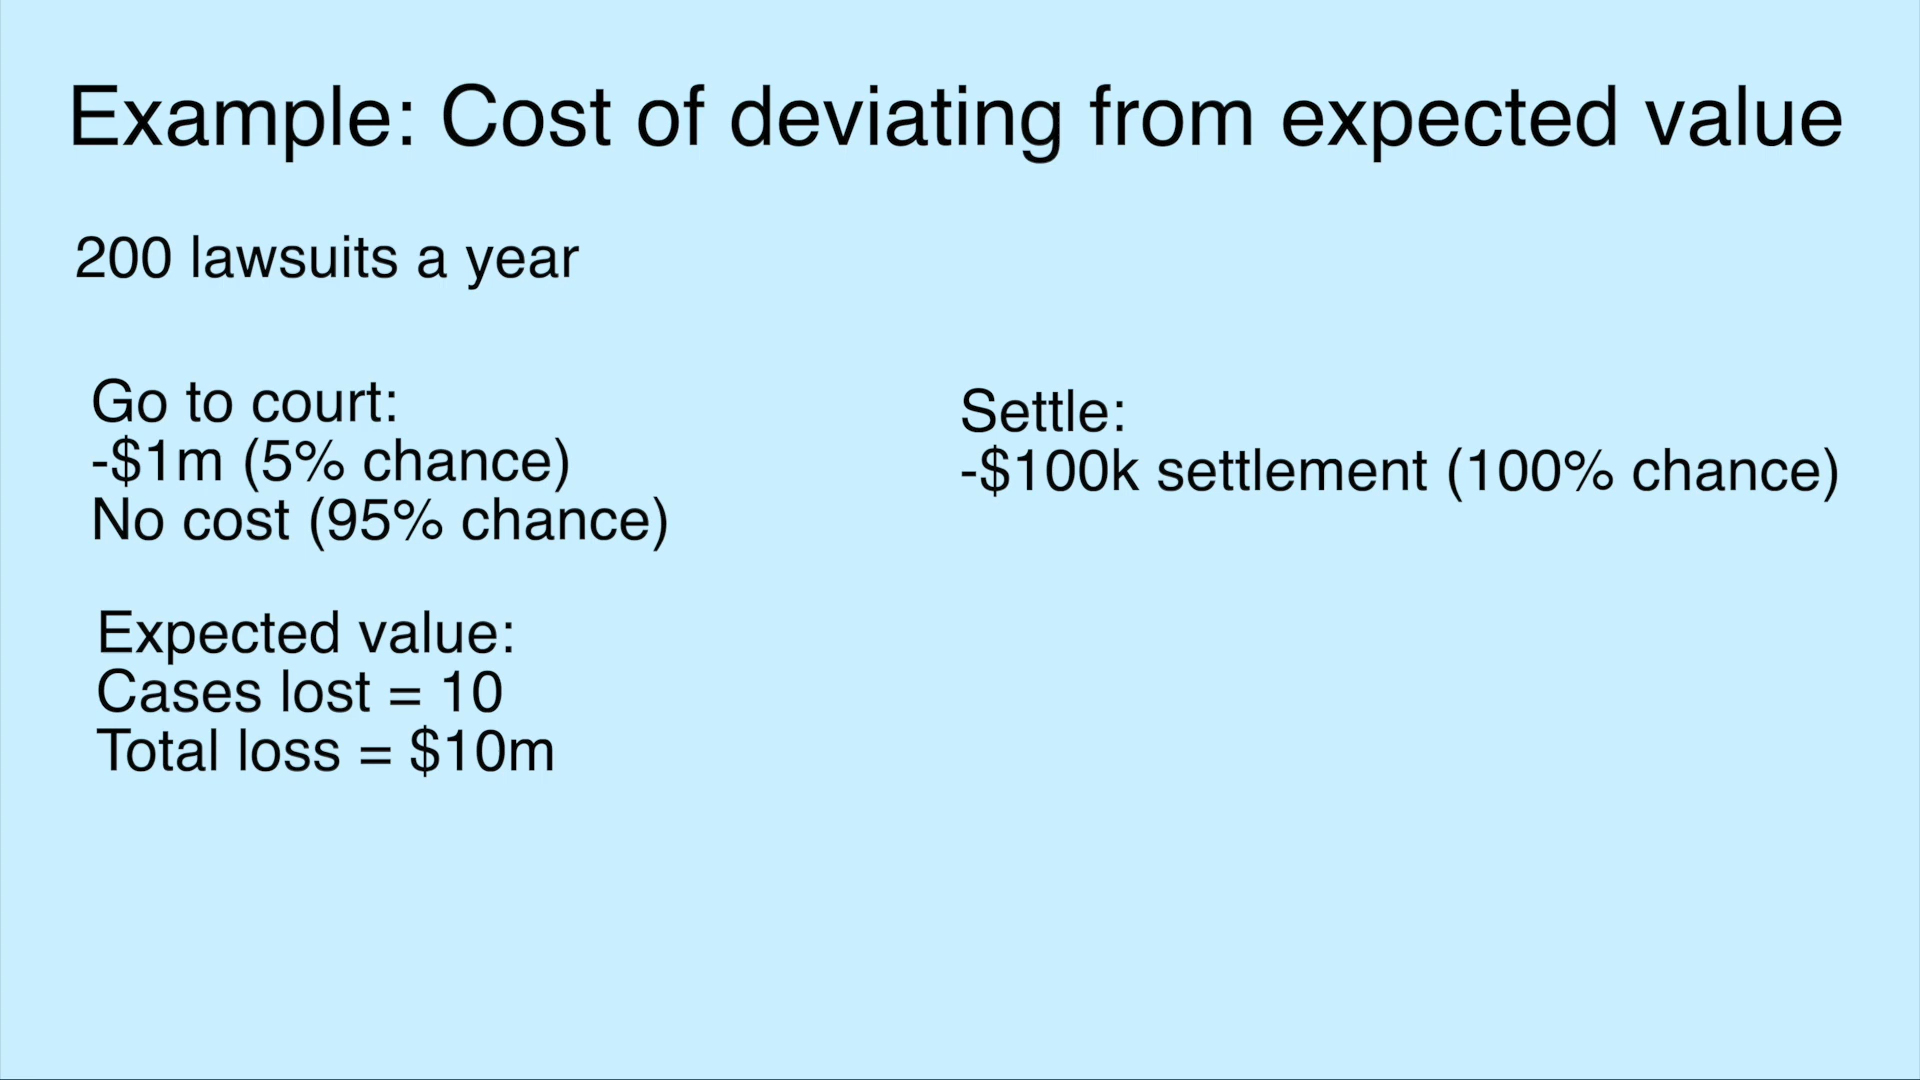 Example: Cost of deviating from expected value
200 lawsuits a year
Go to court:
-$1m (5% chance)
No cost (95% chance)
Settle:
-$100k settlement (100% chance)
Expected value:
Cases lost = 10
Total loss = $10m